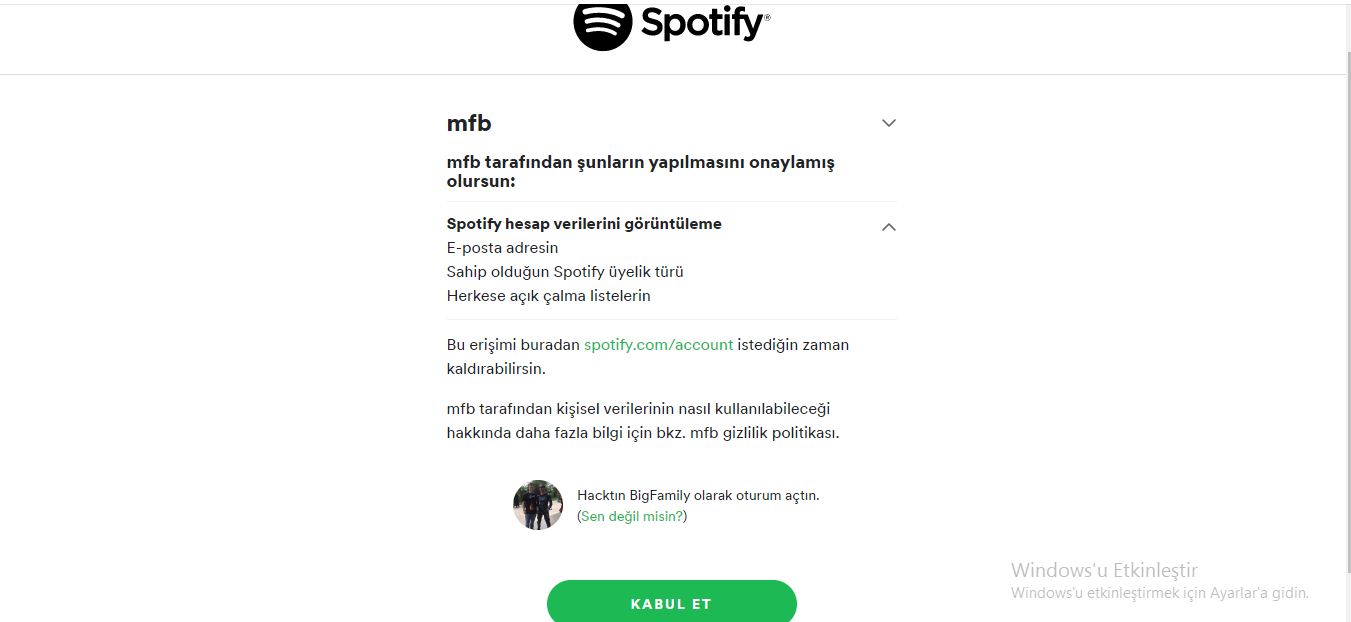 Spotify®
mfb
mfb tarafından şunların yapılmasını onaylamış
olursun:
Spotify hesap verilerini görüntüleme
E-posta adresin
Sahip olduğun Spotify üyelik türü
Herkese açık çalma listelerin
Bu erişimi buradan spotify.com/account istediğin zaman
kaldırabilirsin.
mfb tarafından kişisel verilerinin nasıl kullanılabileceği
hakkında daha fazla bilgi için bkz. mfb gizlilik politikası.
Hacktın BigFamily olarak oturum açtın.
(Sen değil misin?)
KABUL ET
Windows'u Etkinleştir
Windows'u etkinleştirmek için Ayarlar'a gidin.